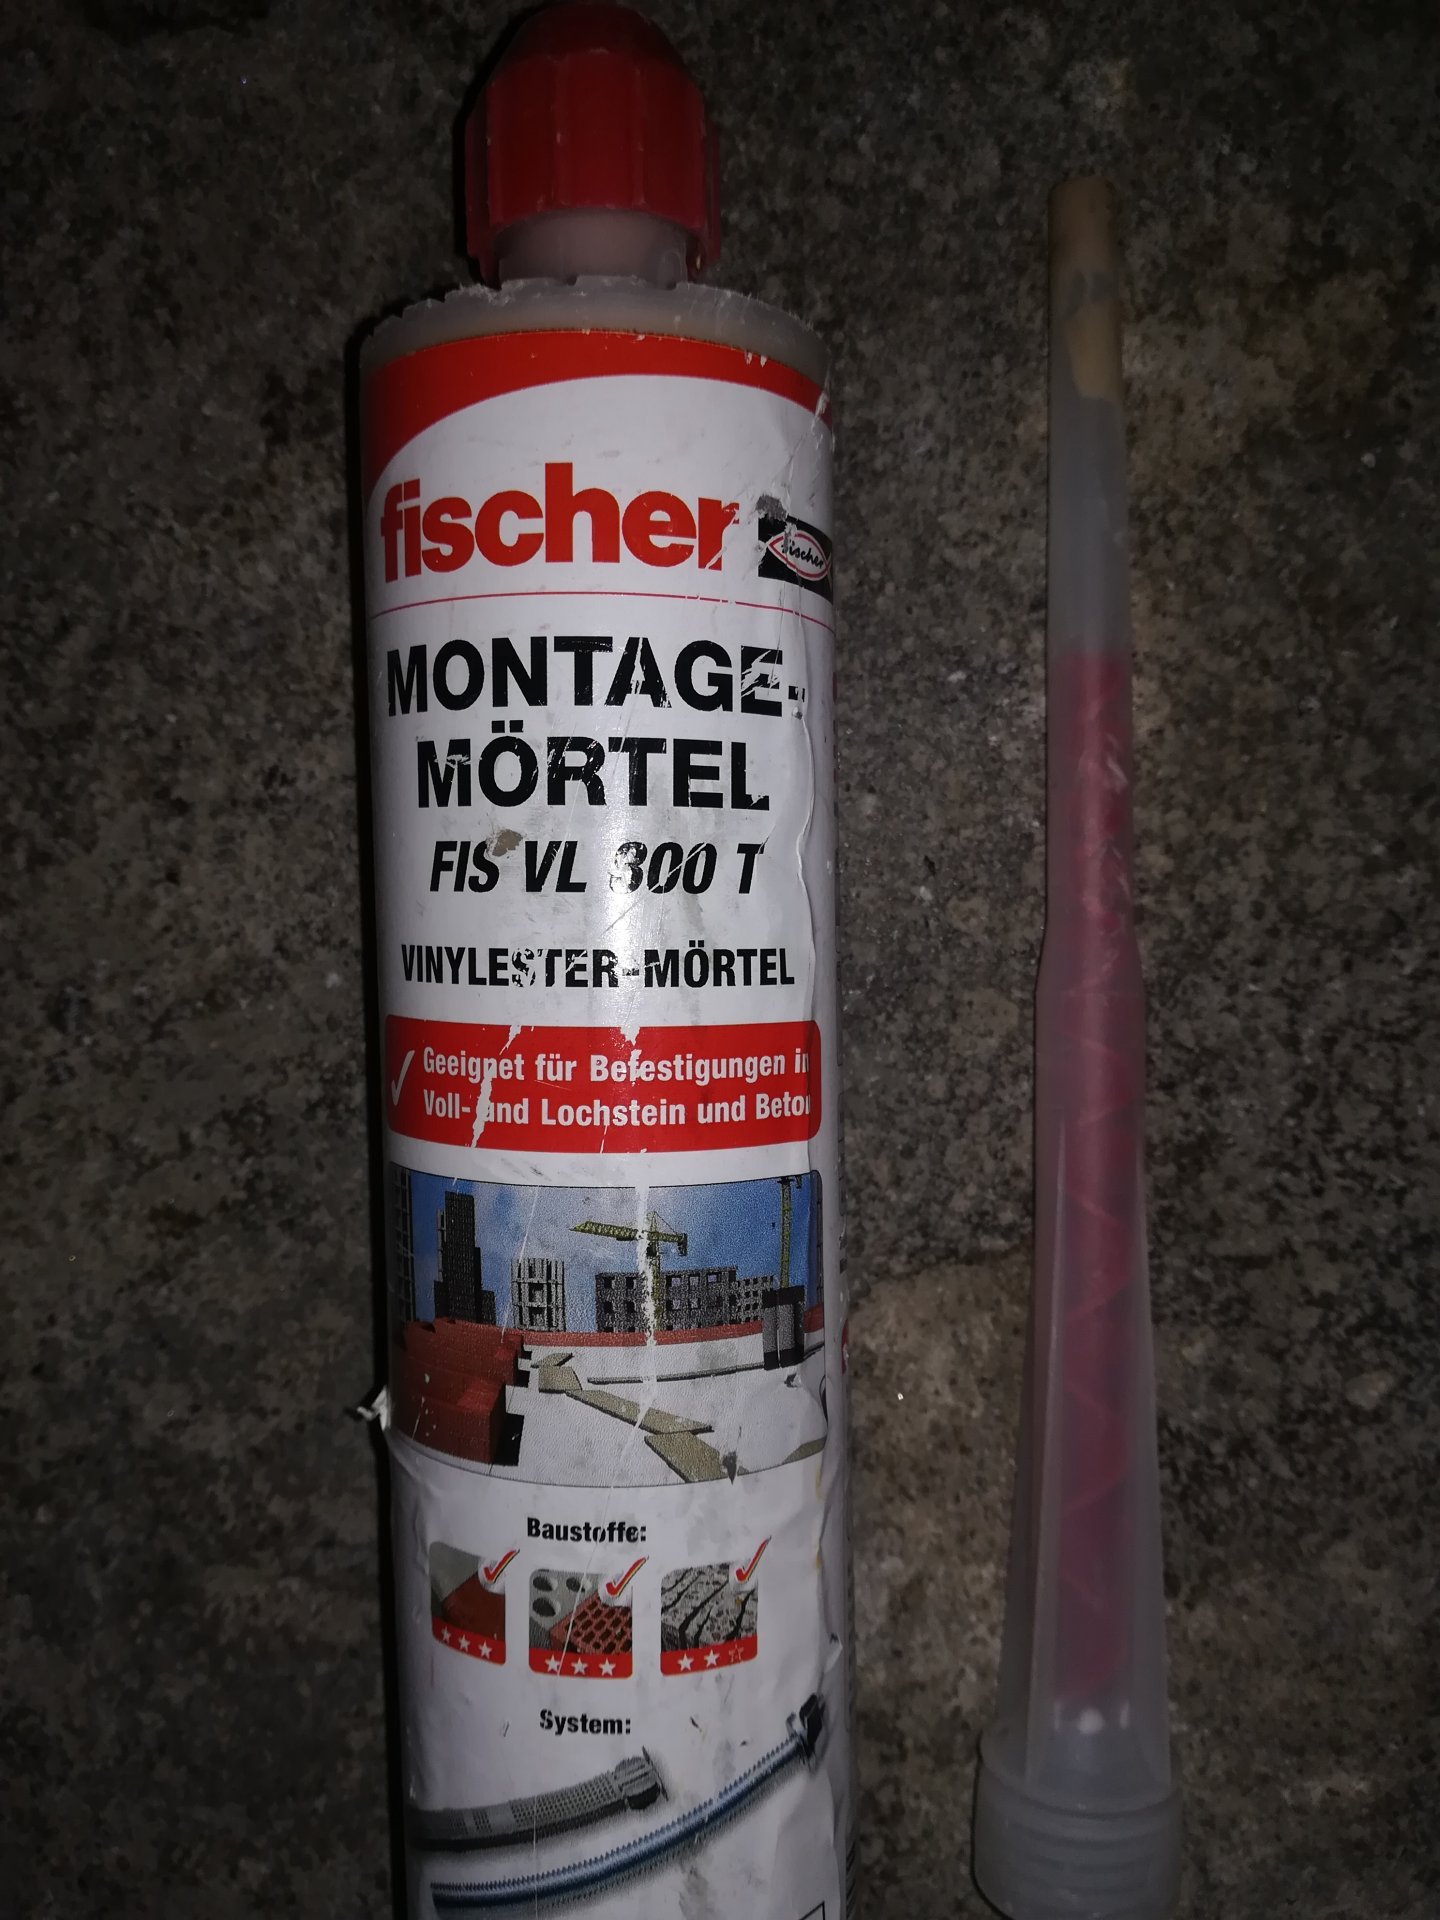 fischer
fischer
MONTAGE-
MÖRTEL
FIS VL 300 T
VINYLESTER-MÖRTEL
Geeignet für Befestigungen in
Voll- und Lochstein und Beton
Baustoffe:
System: